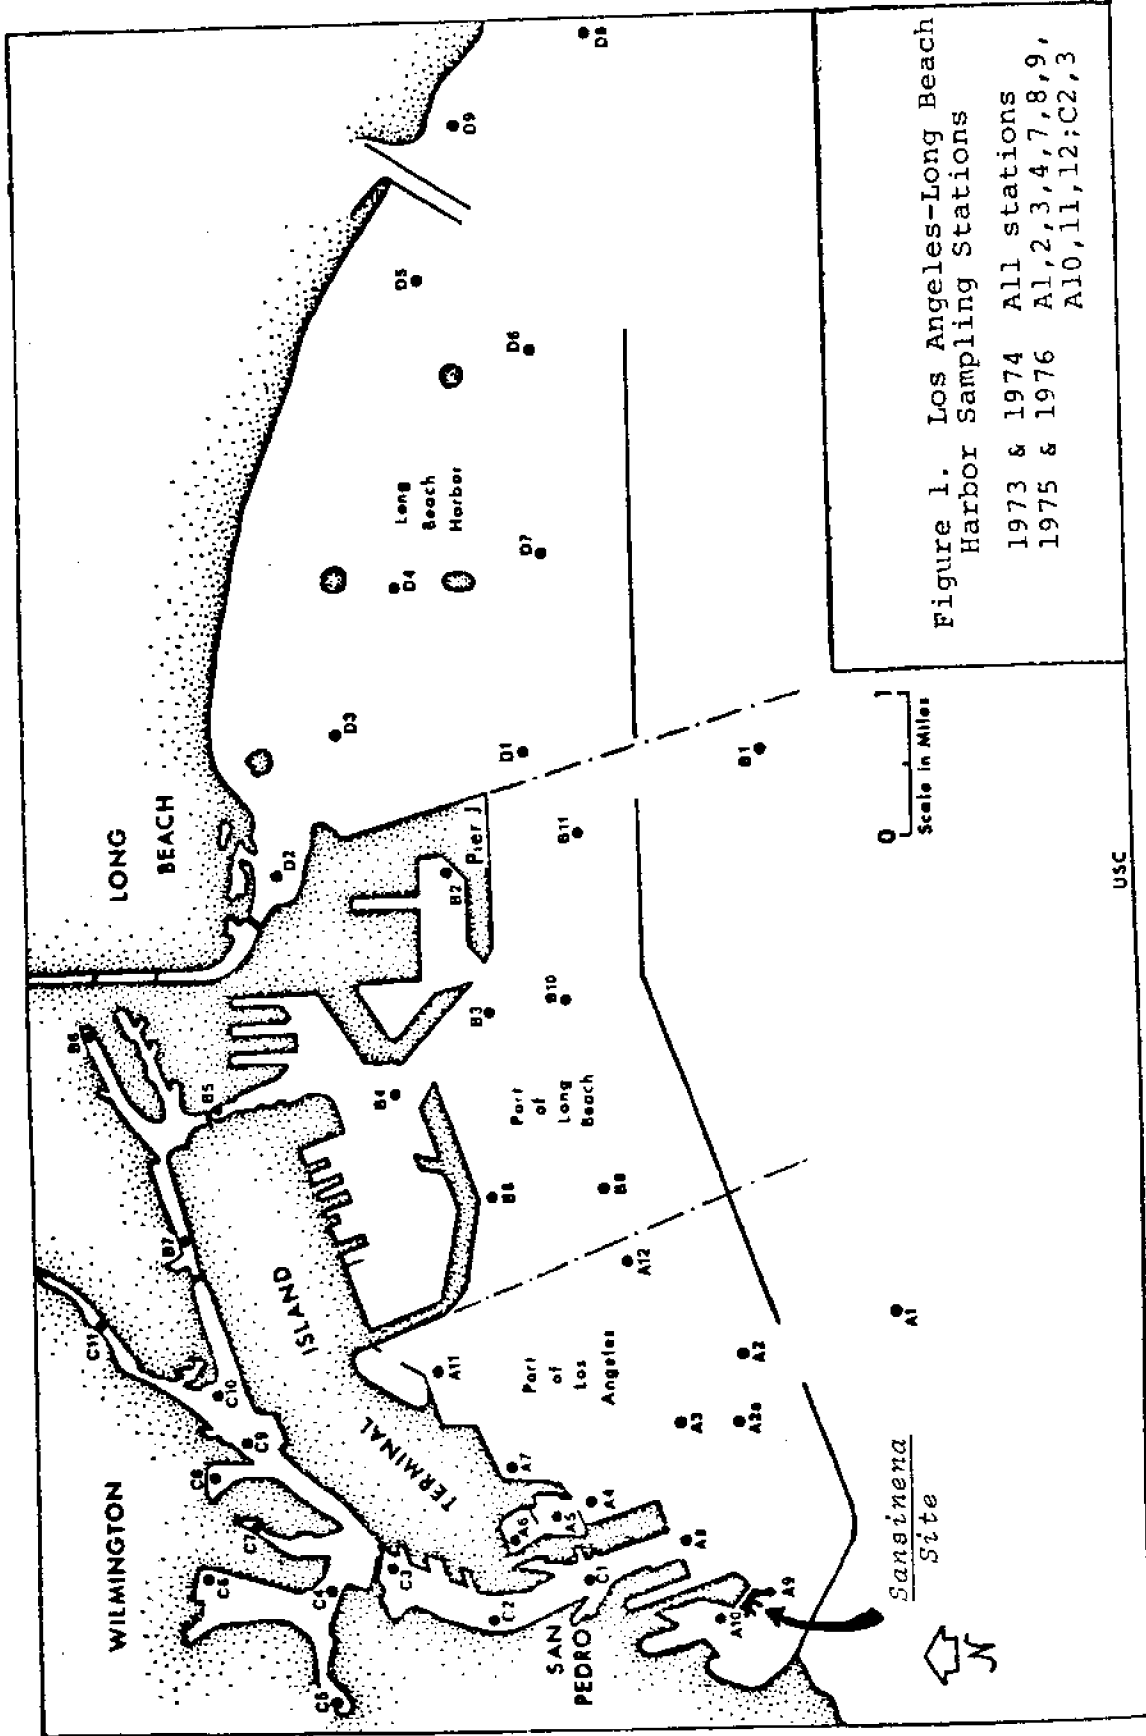 WILMINGTON
LONG
BEACH
TERMINAL
ISLAND
SAN
PEDRO
Long
Beach
Harbor
Port
of
Long
Beach
Port
of
Los
Angeles
Pier J
C11
B6
B7
B5
C10
C9
C8
C7
C5
C4
C3
C2
C1
B4
B3
B2
B10
B11
B1
B8
B9
D2
D3
D1
D4
D7
D6
D5
D9
D8
A12
A11
A1
A2
A3
A7
A4
A5
A6
A8
A9
A10
Sansinena
Site
N
0 1
Scale in Miles
USC
Figure 1. Los Angeles-Long Beach
Harbor Sampling Stations
1973 & 1974 All stations
1975 & 1976 A1,2,3,4,7,8,9,
A10,11,12;C2,3